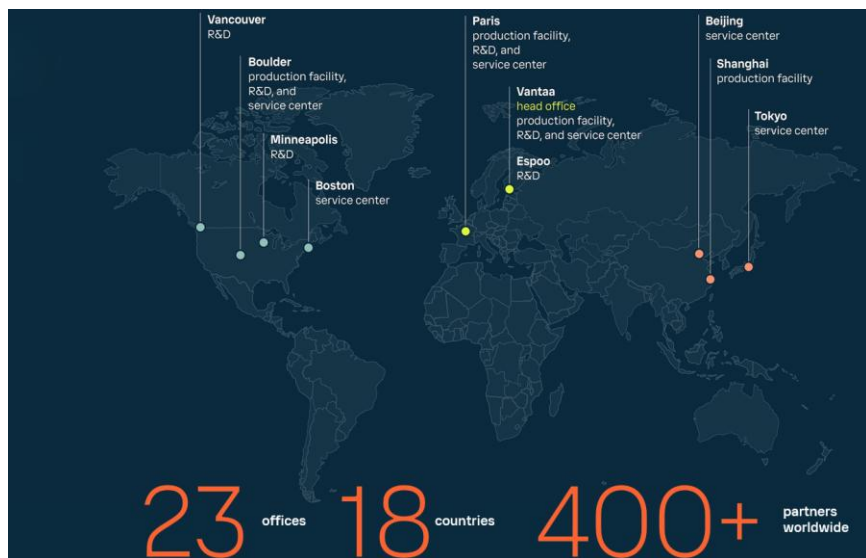 Vancouver
R&D
Boulder
production facility,
R&D, and
service center
Minneapolis
R&D
Boston
service center
Paris
production facility,
R&D, and
service center
Vantaa
head office
production facility,
R&D, and service center
Espoo
R&D
Beijing
service center
Shanghai
production facility
Tokyo
service center
23 offices
18 countries
400+ partners
worldwide